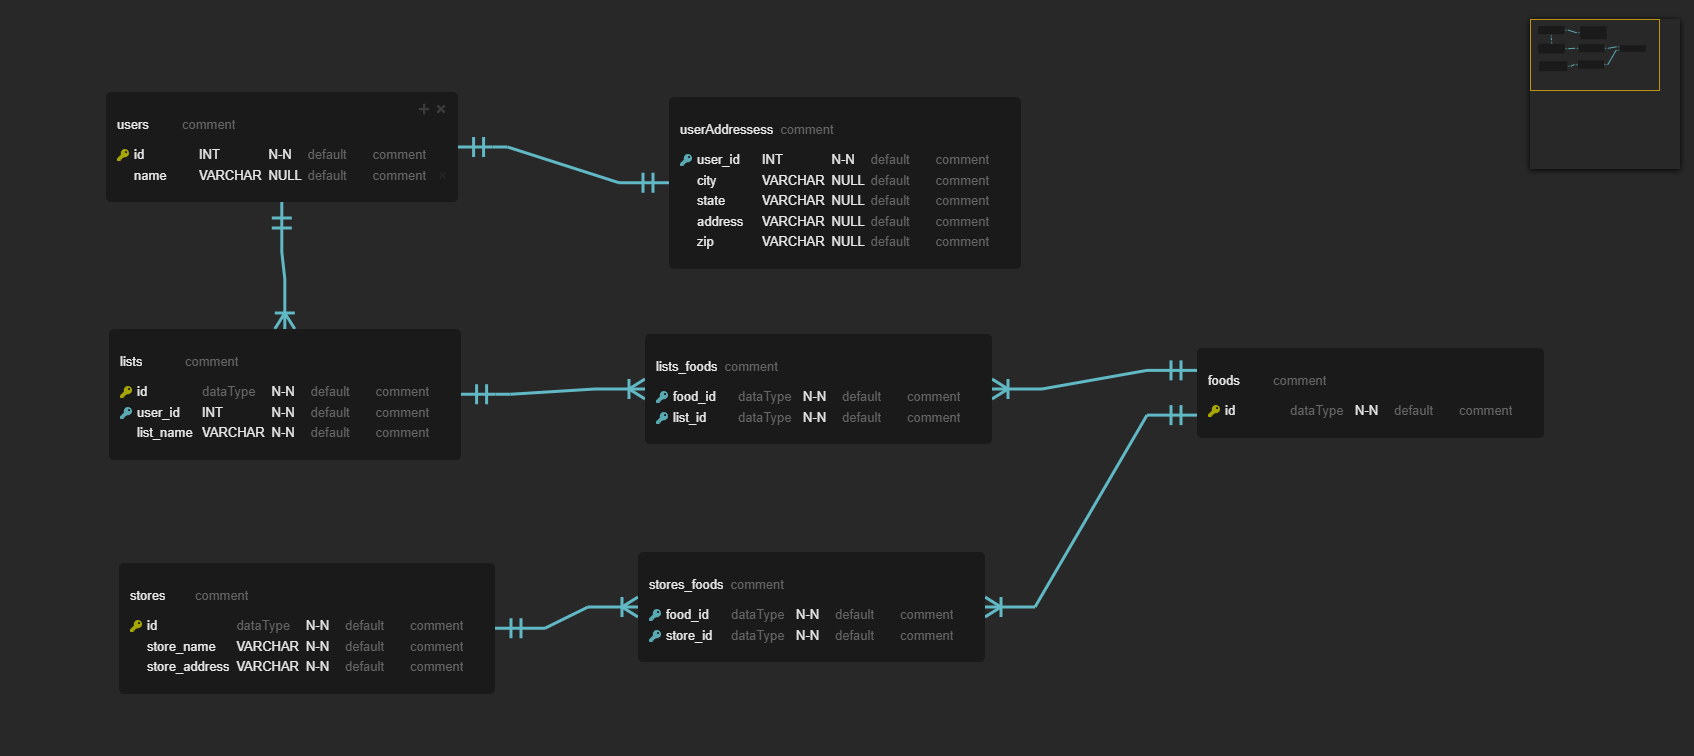 users comment
id INT N-N default comment
name VARCHAR NULL default comment
userAddressess comment
user_id INT N-N default comment
city VARCHAR NULL default comment
state VARCHAR NULL default comment
address VARCHAR NULL default comment
zip VARCHAR NULL default comment
lists comment
id dataType N-N default comment
user_id INT N-N default comment
list_name VARCHAR N-N default comment
lists_foods comment
food_id dataType N-N default comment
list_id dataType N-N default comment
foods comment
id dataType N-N default comment
stores comment
id dataType N-N default comment
store_name VARCHAR N-N default comment
store_address VARCHAR N-N default comment
stores_foods comment
food_id dataType N-N default comment
store_id dataType N-N default comment